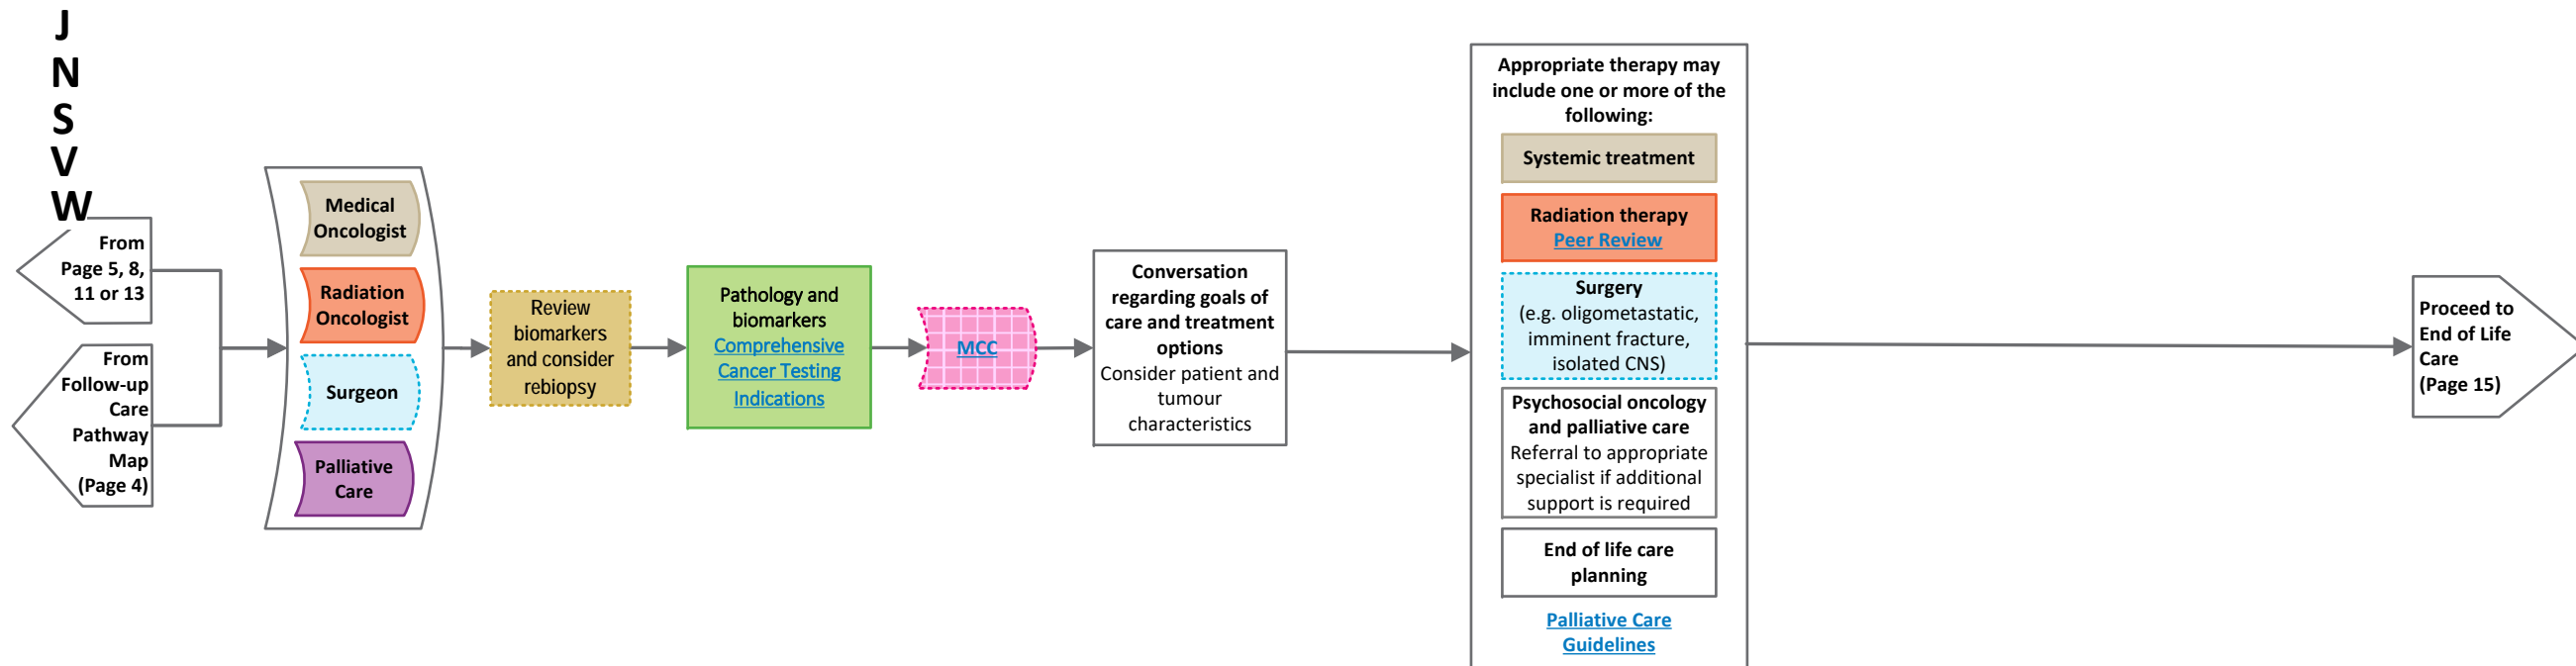 J
N
S
V
W
From
Page 5, 8,
11 or 13
From
Follow-up
Care
Pathway
Map
(Page 4)
Medical
Oncologist
Radiation
Oncologist
Surgeon
Palliative
Care
Review
biomarkers
and consider
rebiopsy
Pathology and
biomarkers
Comprehensive
Cancer Testing
Indications
MCC
Conversation
regarding goals of
care and treatment
options
Consider patient and
tumour
characteristics
Appropriate therapy may
include one or more of the
following:
Systemic treatment
Radiation therapy
Peer Review
Surgery
(e.g. oligometastatic,
imminent fracture,
isolated CNS)
Psychosocial oncology
and palliative care
Referral to appropriate
specialist if additional
support is required
End of life care
planning
Palliative Care
Guidelines
Proceed to
End of Life
Care
(Page 15)